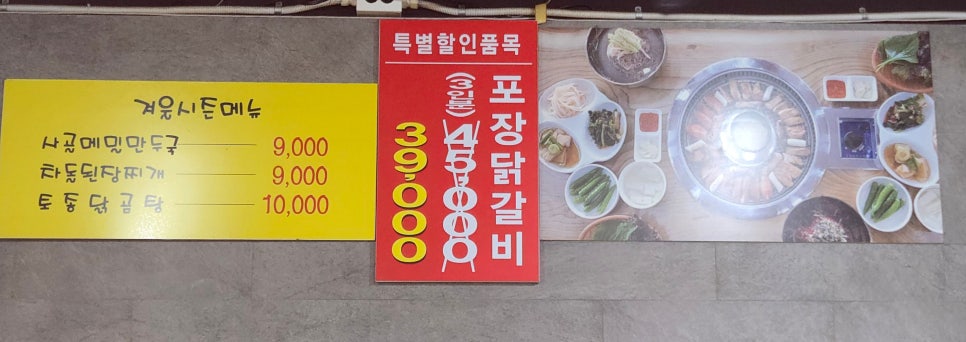 겨울시즌메뉴
사골메밀만두국 9,000
차돌된장찌개 9,000
토종닭곰탕 10,000
특별할인품목
포장닭갈비
(3인분) 45,000
39,000